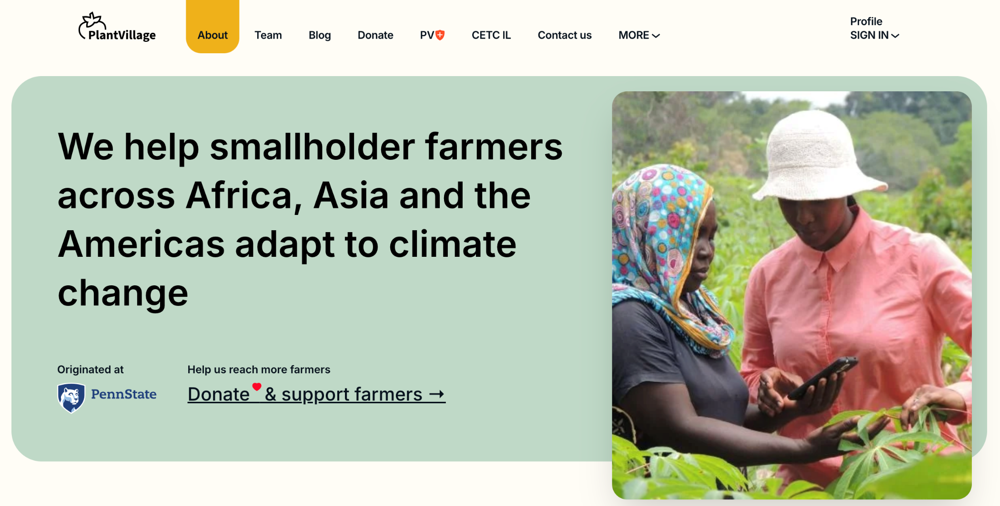 PlantVillage
About
Team
Blog
Donate
PV
CETC IL
Contact us
MORE
Profile
SIGN IN
We help smallholder farmers
across Africa, Asia and the
Americas adapt to climate
change
Originated at
PennState
Help us reach more farmers
Donate & support farmers →